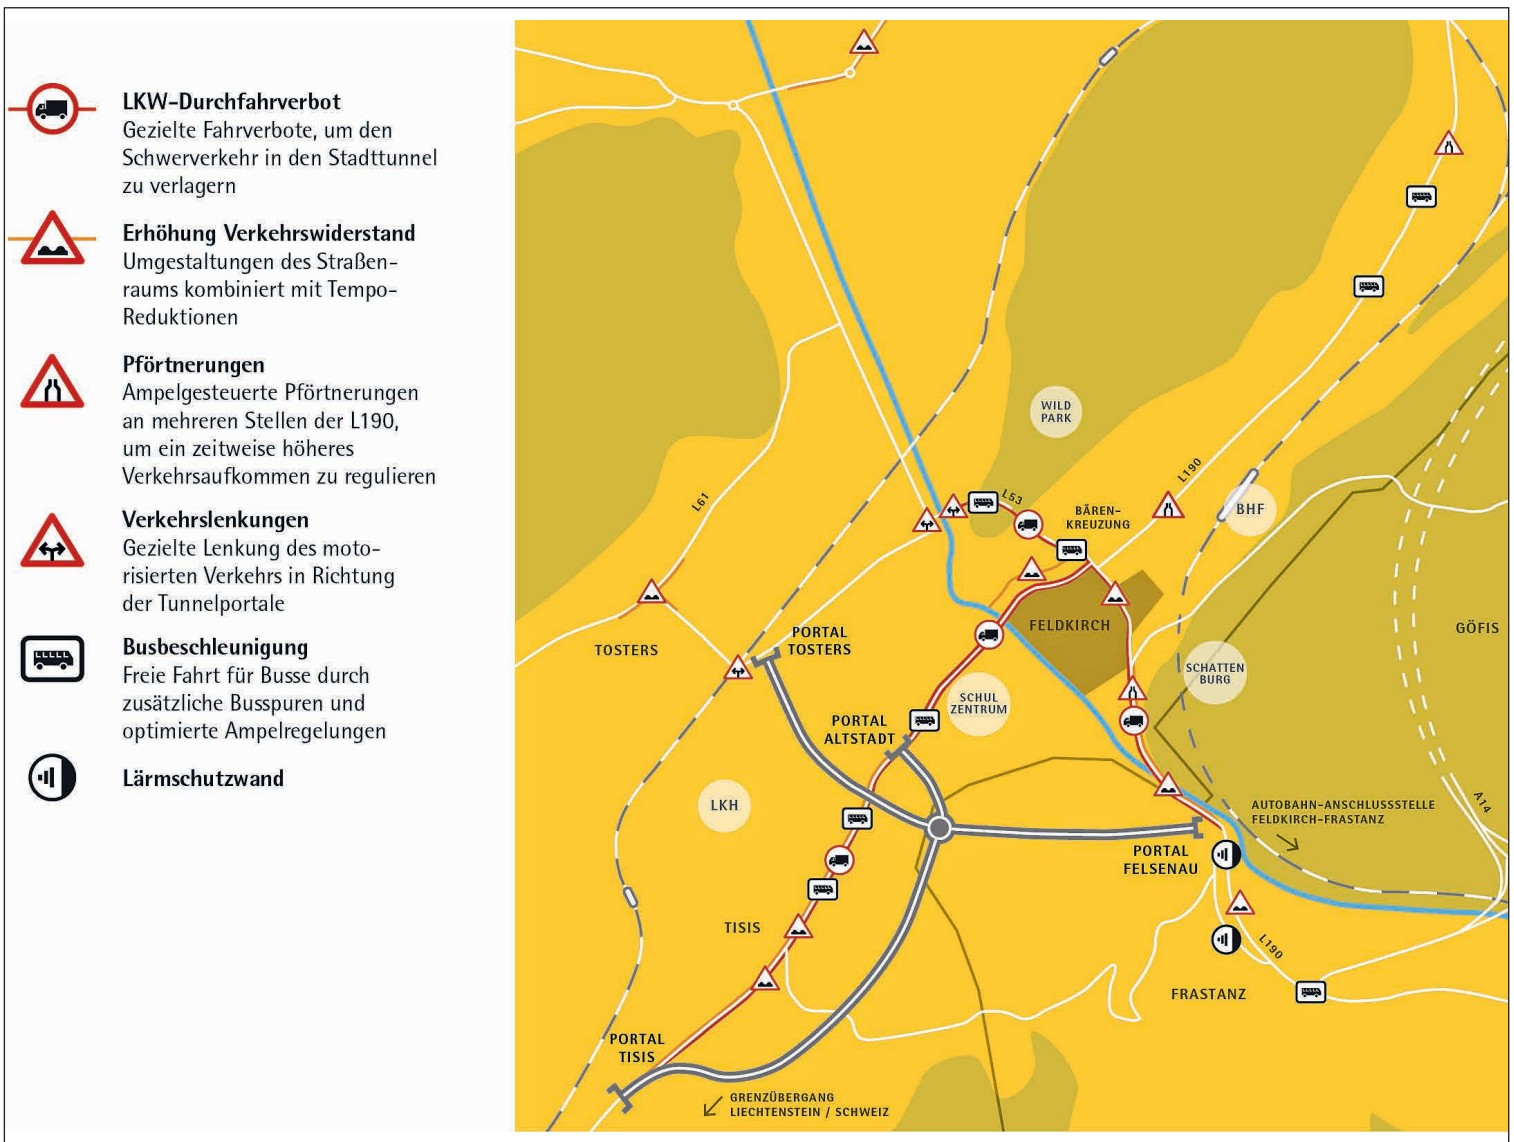 LKW-Durchfahrverbot
Gezielte Fahrverbote, um den
Schwerverkehr in den Stadttunnel
zu verlagern
Erhöhung Verkehrswiderstand
Umgestaltungen des Straßen-
raums kombiniert mit Tempo-
Reduktionen
Pförtnerungen
Ampelgesteuerte Pförtnerungen
an mehreren Stellen der L190,
um ein zeitweise höheres
Verkehrsaufkommen zu regulieren
Verkehrslenkungen
Gezielte Lenkung des moto-
risierten Verkehrs in Richtung
der Tunnelportale
Busbeschleunigung
Freie Fahrt für Busse durch
zusätzliche Busspuren und
optimierte Ampelregelungen
Lärmschutzwand
WILD
PARK
L190
L61
L53
BÄREN-
KREUZUNG
BHF
FELDKIRCH
GÖFIS
TOSTERS
PORTAL
TOSTERS
SCHATTEN
BURG
SCHUL
ZENTRUM
PORTAL
ALTSTADT
LKH
A14
AUTOBAHN-ANSCHLUSSSTELLE
FELDKIRCH-FRASTANZ
PORTAL
FELSENAU
TISIS
L190
FRASTANZ
PORTAL
TISIS
GRENZÜBERGANG
LIECHTENSTEIN / SCHWEIZ